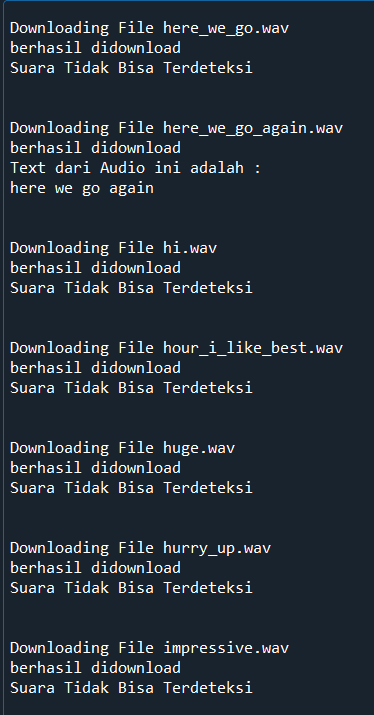 Downloading File here_we_go.wav
berhasil didownload
Suara Tidak Bisa Terdeteksi
Downloading File here_we_go_again.wav
berhasil didownload
Text dari Audio ini adalah :
here we go again
Downloading File hi.wav
berhasil didownload
Suara Tidak Bisa Terdeteksi
Downloading File hour_i_like_best.wav
berhasil didownload
Suara Tidak Bisa Terdeteksi
Downloading File huge.wav
berhasil didownload
Suara Tidak Bisa Terdeteksi
Downloading File hurry_up.wav
berhasil didownload
Suara Tidak Bisa Terdeteksi
Downloading File impressive.wav
berhasil didownload
Suara Tidak Bisa Terdeteksi